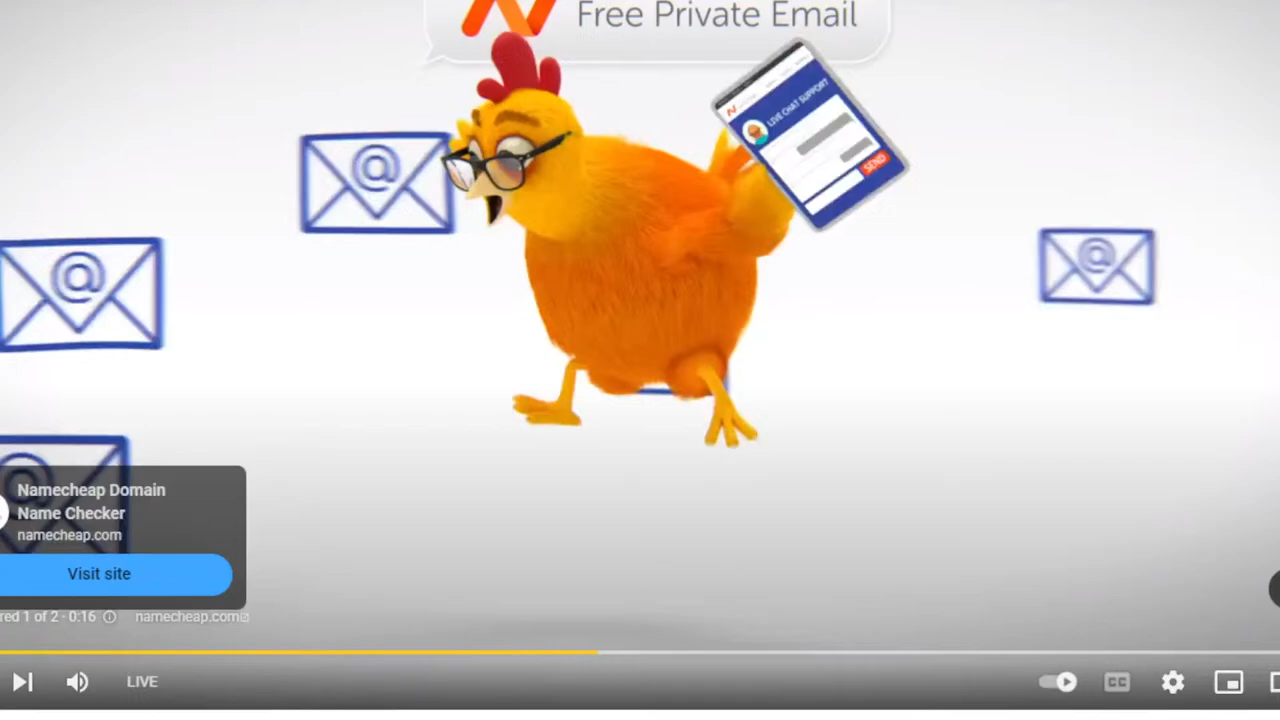 Free Private Email
LIVE CHAT SUPPORT
SEND
@
@
@
@
Namecheap Domain
Name Checker
namecheap.com
Visit site
red 1 of 2 · 0:16
namecheap.com
LIVE
CC